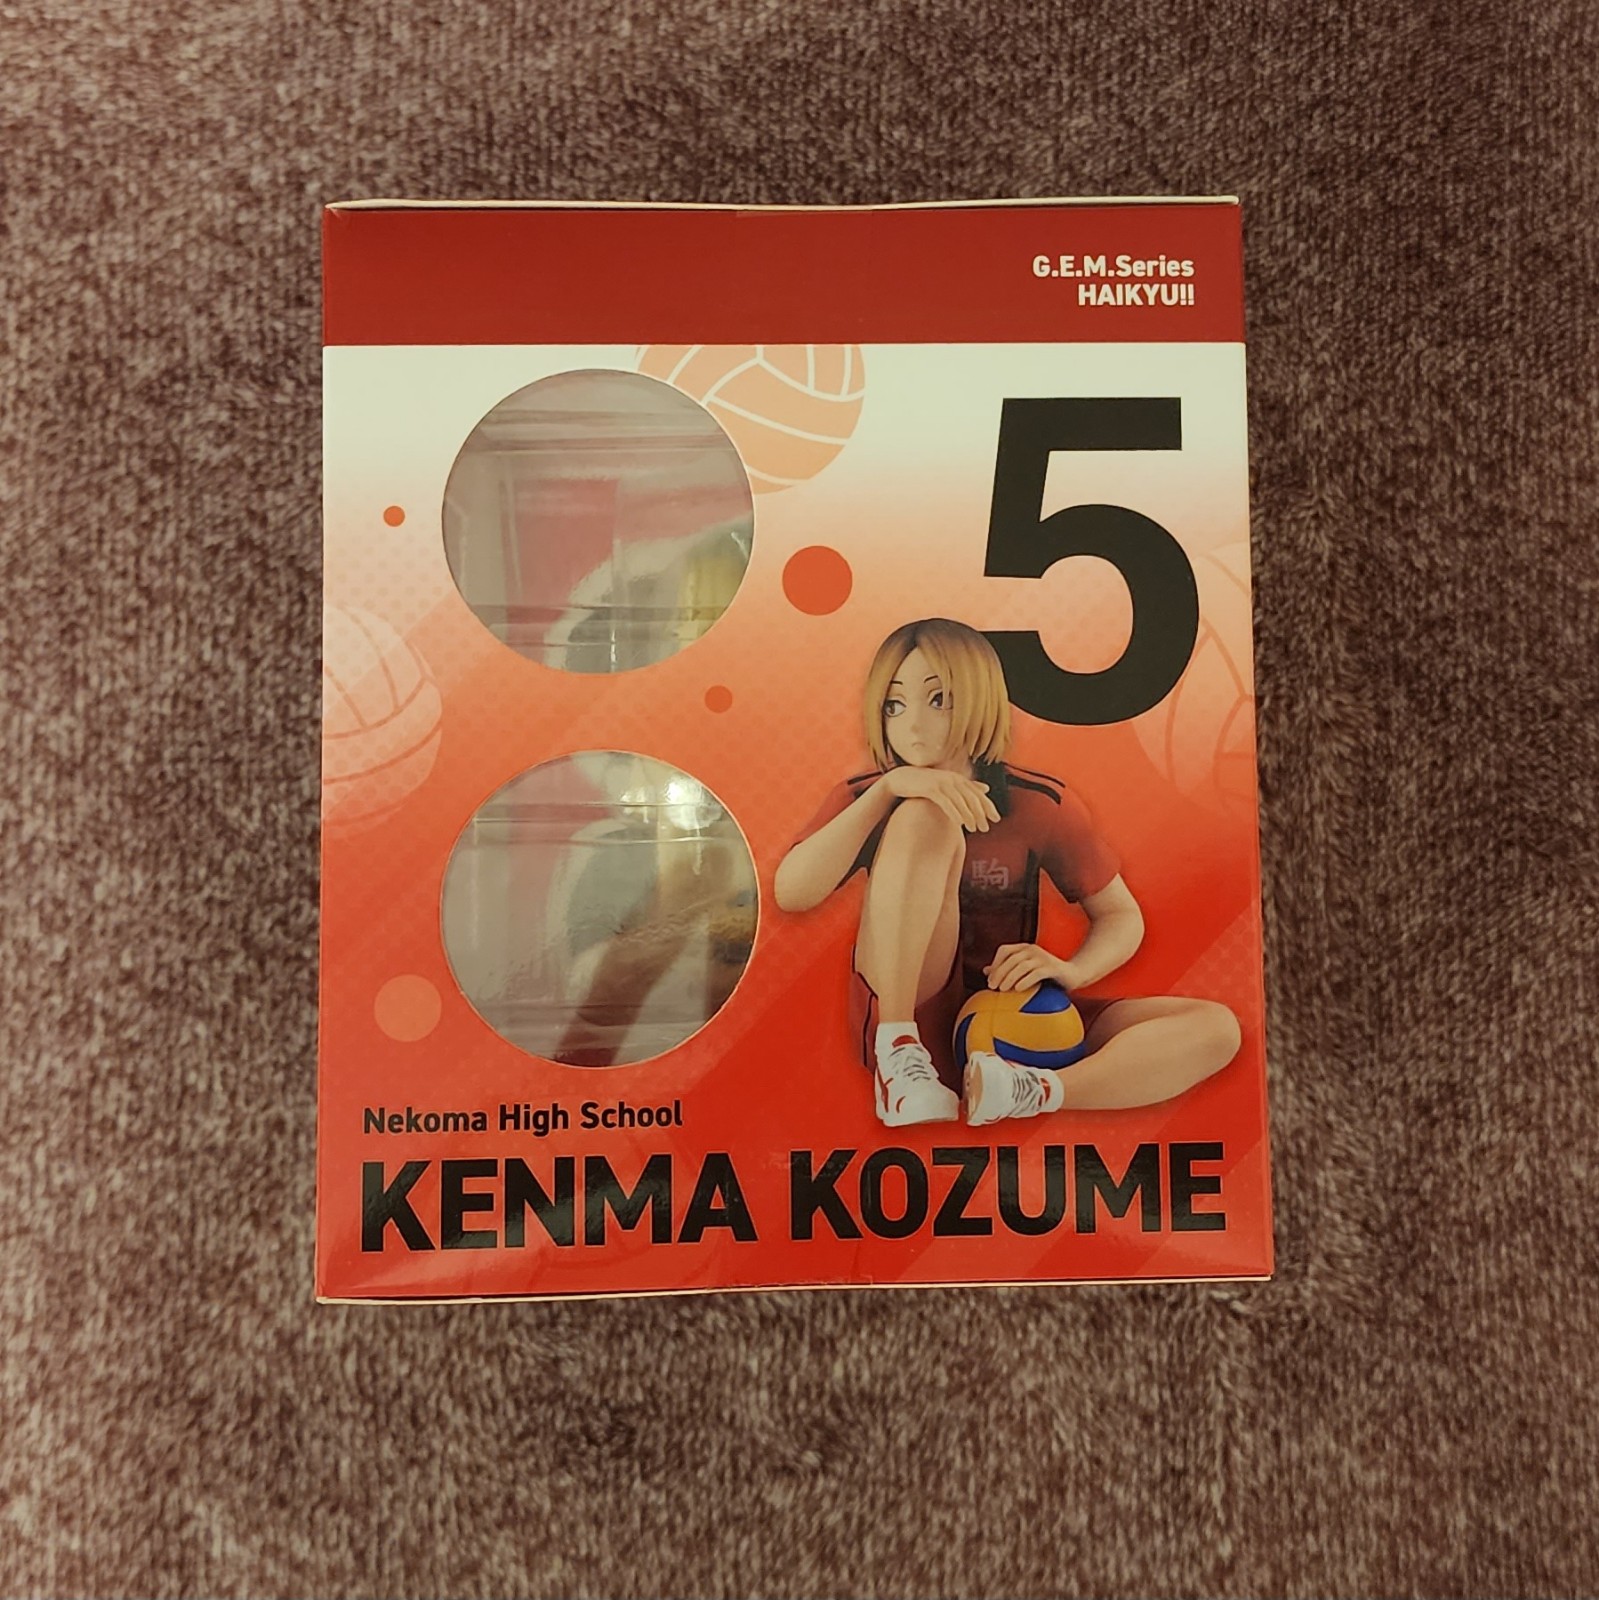 G.E.M.Series
HAIKYU!!
5
駒
Nekoma High School
KENMA KOZUME